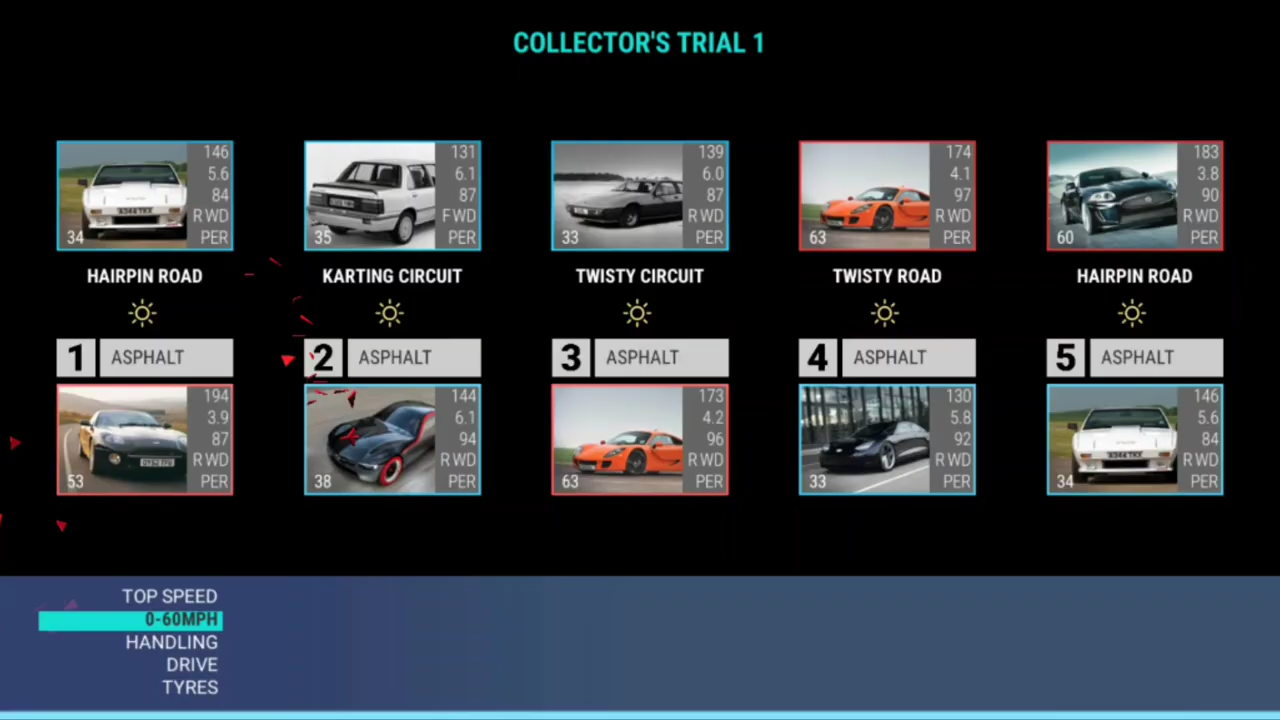 COLLECTOR'S TRIAL 1
146
5.6
84
RWD
34 PER
131
6.1
87
FWD
35 PER
139
6.0
87
RWD
33 PER
174
4.1
97
RWD
63 PER
183
3.8
90
RWD
60 PER
HAIRPIN ROAD
KARTING CIRCUIT
TWISTY CIRCUIT
TWISTY ROAD
HAIRPIN ROAD
1 ASPHALT
2 ASPHALT
3 ASPHALT
4 ASPHALT
5 ASPHALT
194
3.9
87
RWD
53 PER
144
6.1
94
RWD
38 PER
173
4.2
96
RWD
63 PER
130
5.8
92
RWD
33 PER
146
5.6
84
RWD
34 PER
TOP SPEED
0-60MPH
HANDLING
DRIVE
TYRES